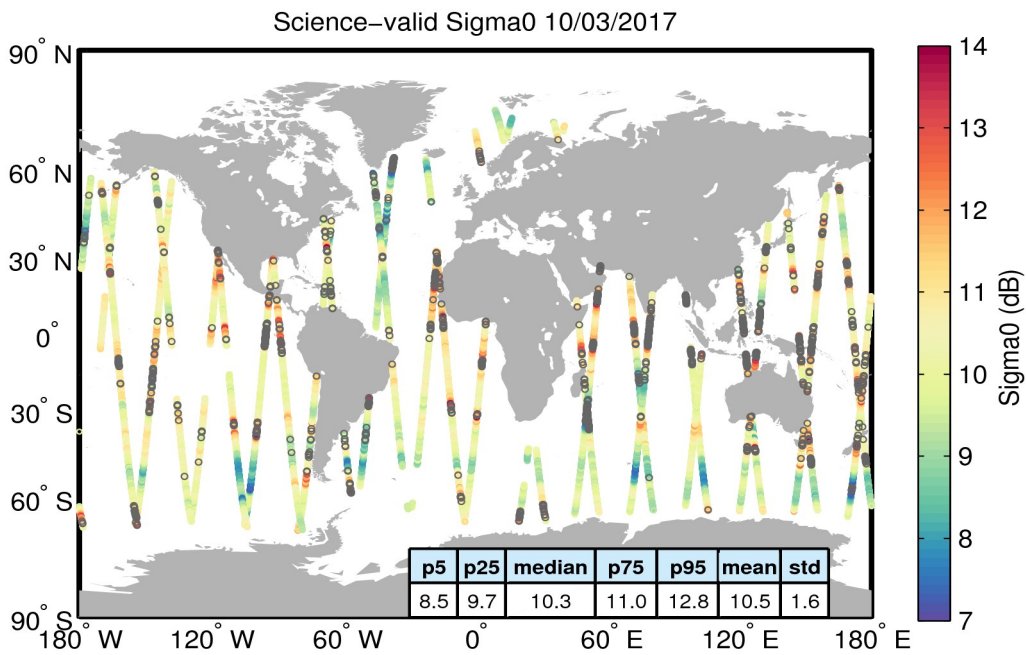 Science−valid Sigma0 10/03/2017
90° N
60° N
30° N
0°
30° S
60° S
90° S
180° W
120° W
60° W
0°
60° E
120° E
180° E
p5 p25 median p75 p95 mean std
8.5 9.7 10.3 11.0 12.8 10.5 1.6
14
13
12
11
10
9
8
7
Sigma0 (dB)